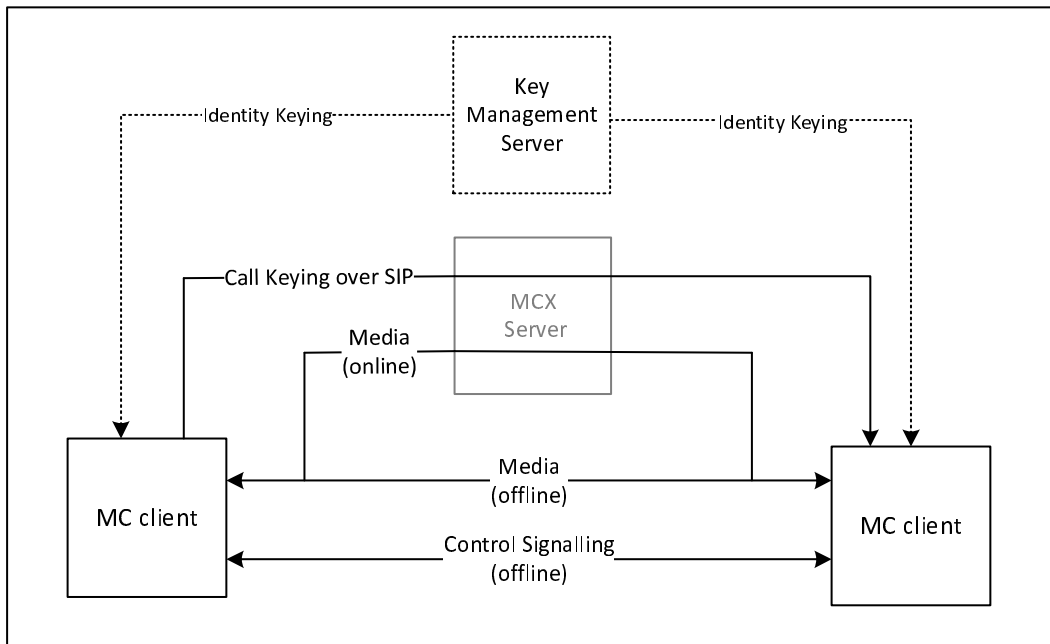 Key
Management
Server
Identity Keying
Identity Keying
Call Keying over SIP
MCX
Server
Media
(online)
Media
(offline)
MC client
MC client
Control Signalling
(offline)